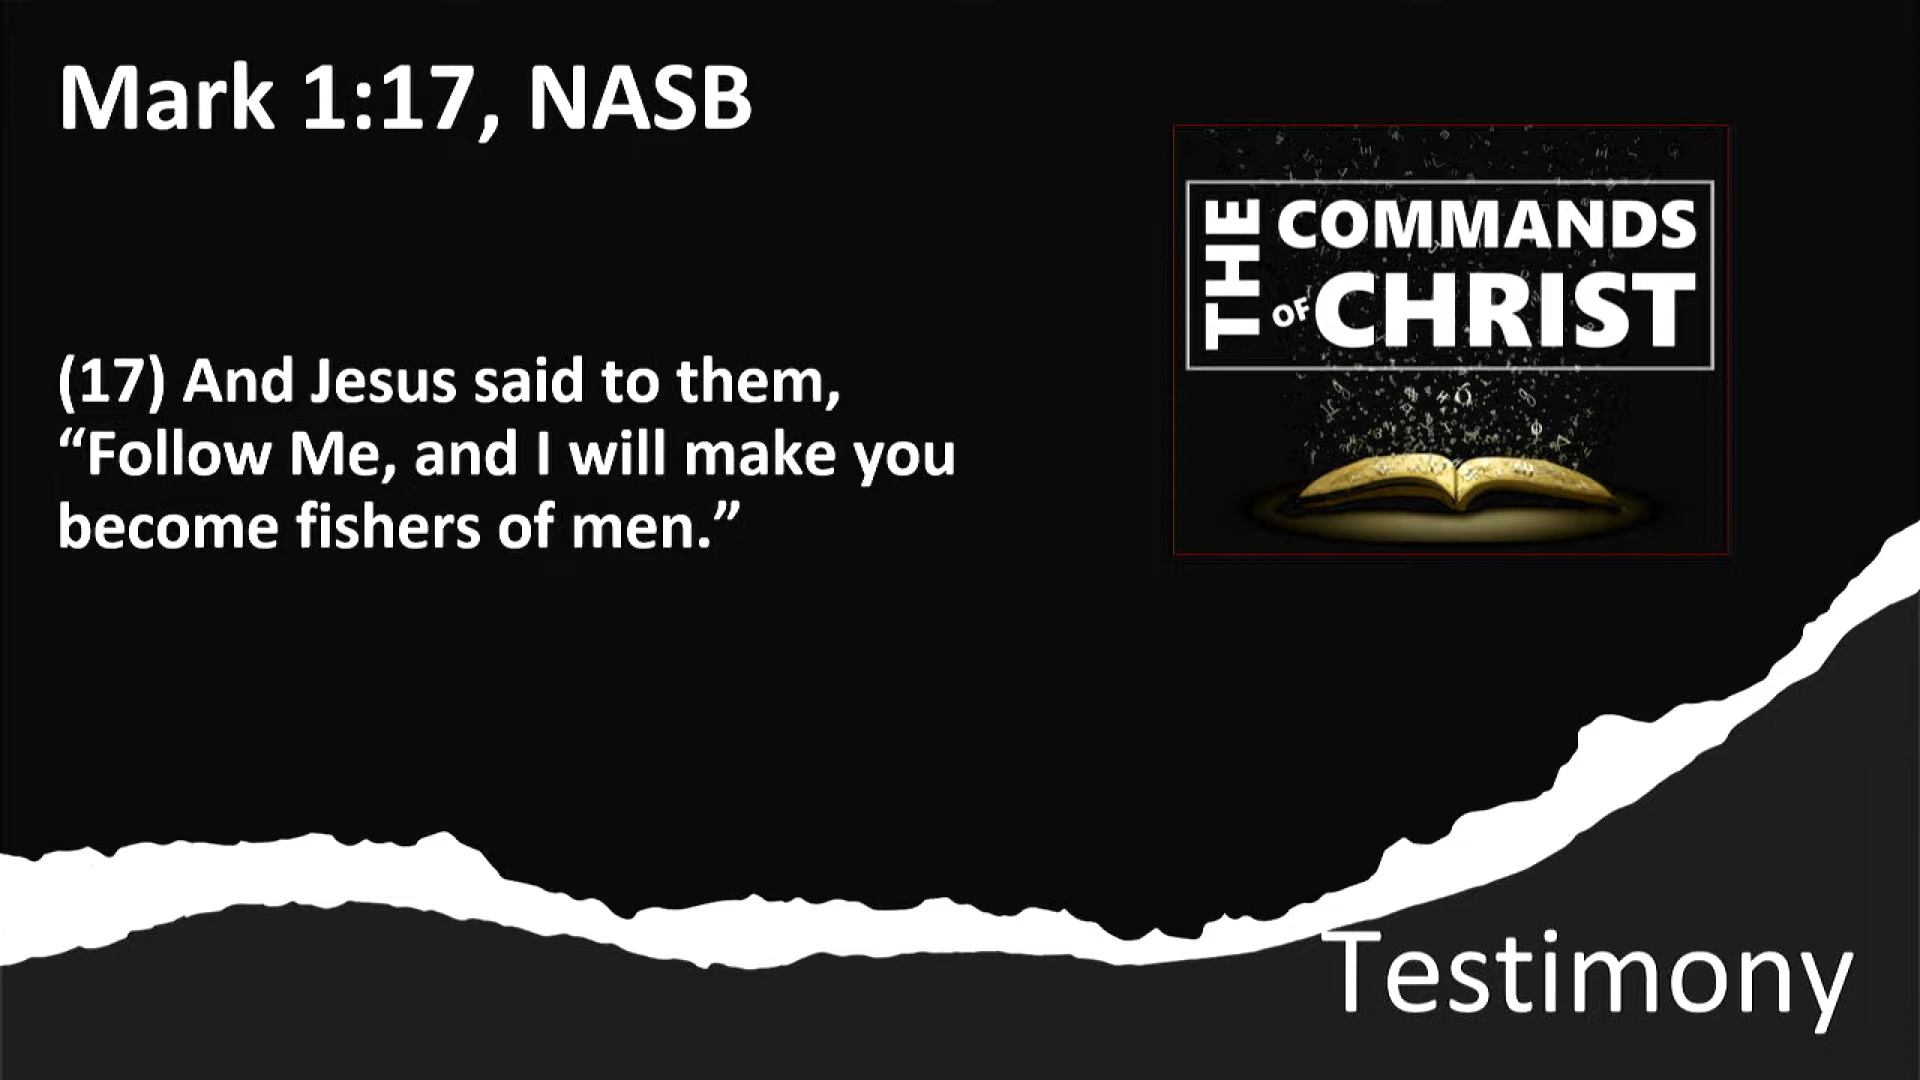 Mark 1:17, NASB
(17) And Jesus said to them,
“Follow Me, and I will make you
become fishers of men.”
THE
COMMANDS
OF CHRIST
Testimony